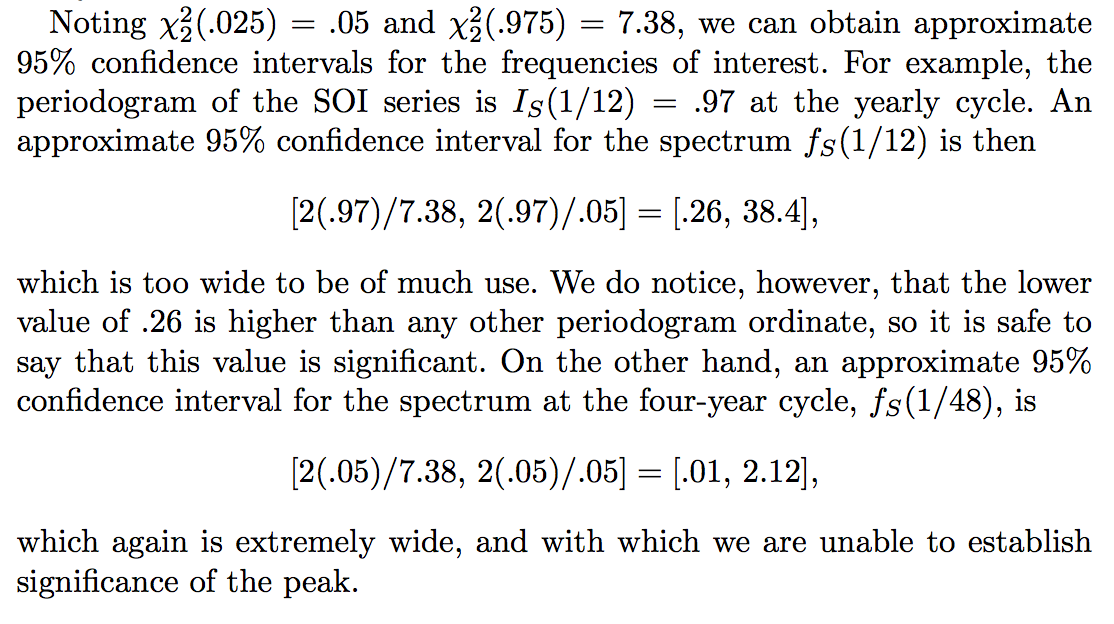 Noting χ²₂(.025) = .05 and χ²₂(.975) = 7.38, we can obtain approximate
95% confidence intervals for the frequencies of interest. For example, the
periodogram of the SOI series is I_S(1/12) = .97 at the yearly cycle. An
approximate 95% confidence interval for the spectrum f_S(1/12) is then
[2(.97)/7.38, 2(.97)/.05] = [.26, 38.4],
which is too wide to be of much use. We do notice, however, that the lower
value of .26 is higher than any other periodogram ordinate, so it is safe to
say that this value is significant. On the other hand, an approximate 95%
confidence interval for the spectrum at the four-year cycle, f_S(1/48), is
[2(.05)/7.38, 2(.05)/.05] = [.01, 2.12],
which again is extremely wide, and with which we are unable to establish
significance of the peak.